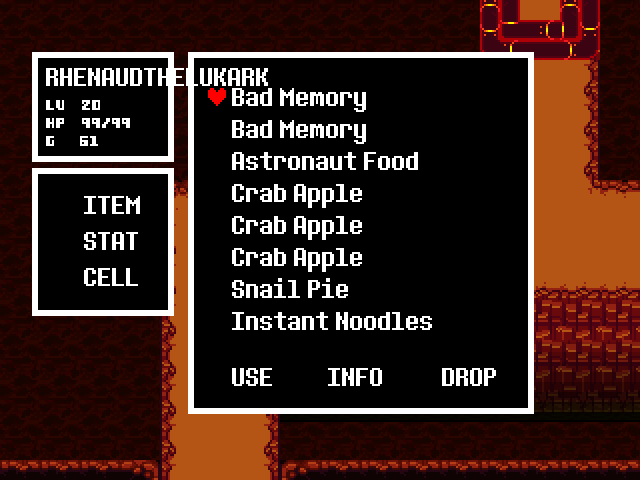 RHENAUDTHELUKARK
LV 20
HP 99/99
G 61
ITEM
STAT
CELL
Bad Memory
Bad Memory
Astronaut Food
Crab Apple
Crab Apple
Crab Apple
Snail Pie
Instant Noodles
USE INFO DROP